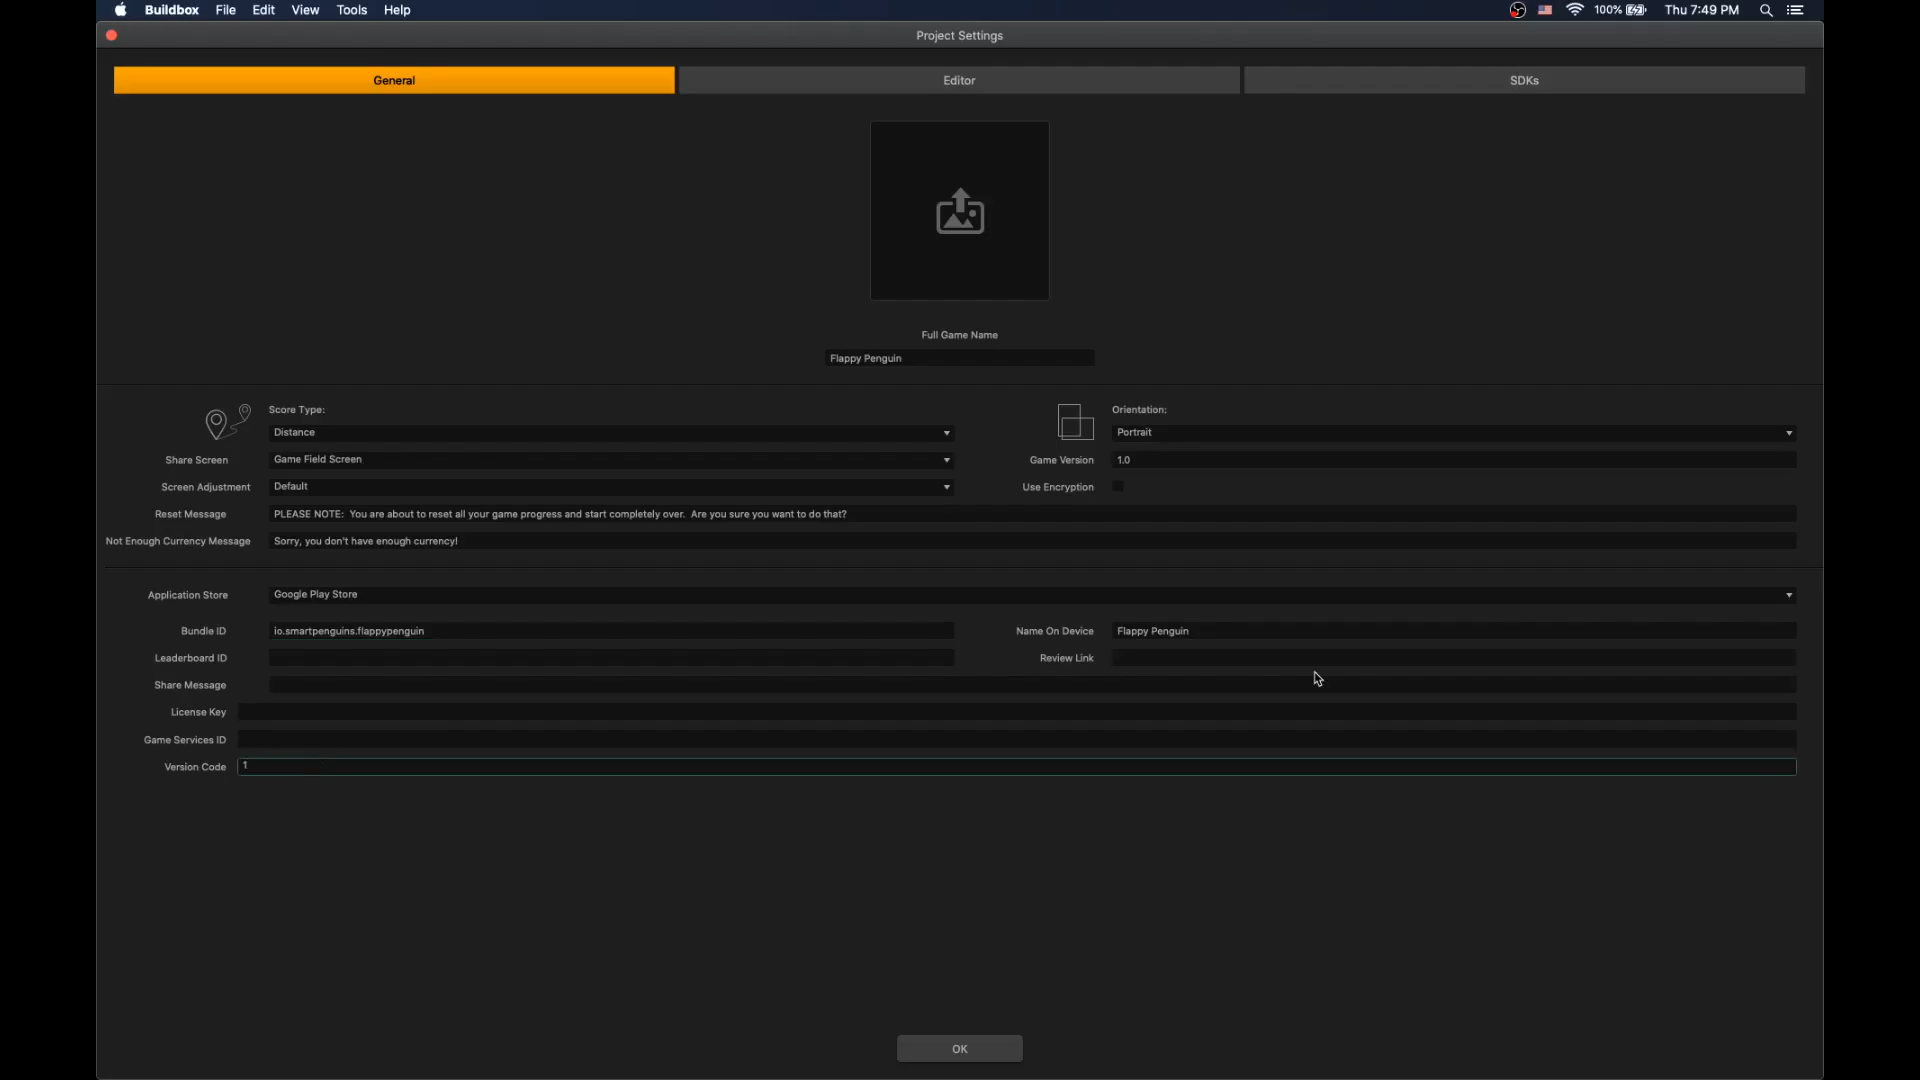 Buildbox File Edit View Tools Help 100% Thu 7:49 PM
Project Settings
General Editor SDKs
Full Game Name
Flappy Penguin
Score Type: Orientation:
Distance Portrait
Share Screen Game Field Screen Game Version 1.0
Screen Adjustment Default Use Encryption
Reset Message PLEASE NOTE: You are about to reset all your game progress and start completely over. Are you sure you want to do that?
Not Enough Currency Message Sorry, you don't have enough currency!
Application Store Google Play Store
Bundle ID io.smartpenguins.flappypenguin Name On Device Flappy Penguin
Leaderboard ID Review Link
Share Message
License Key
Game Services ID
Version Code 1
OK